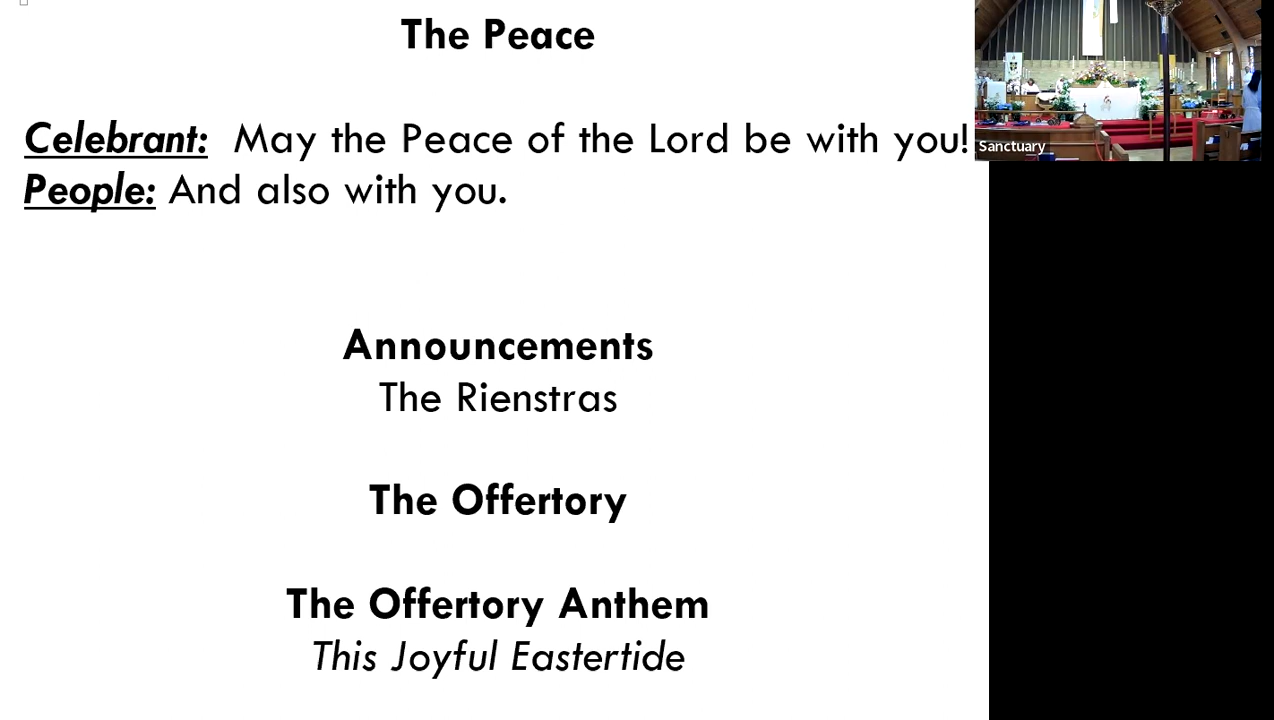 The Peace
Celebrant: May the Peace of the Lord be with you!
People: And also with you.
Announcements
The Rienstras
The Offertory
The Offertory Anthem
This Joyful Eastertide
Sanctuary